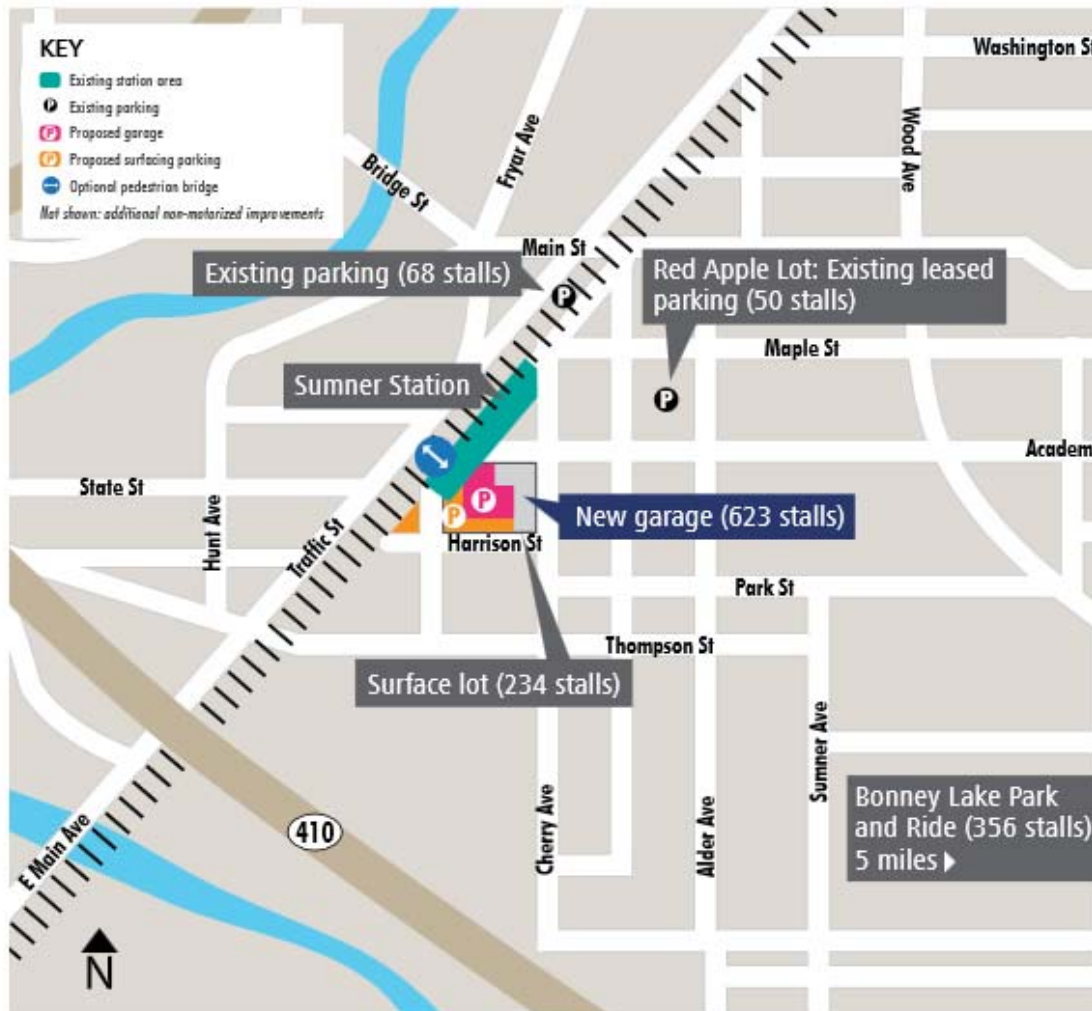 KEY
Existing station area
P Existing parking
P Proposed garage
P Proposed surfacing parking
Optional pedestrian bridge
Not shown: additional non-motorized improvements
Washington St
Wood Ave
Fryar Ave
Bridge St
Main St
Existing parking (68 stalls)
P
Red Apple Lot: Existing leased
parking (50 stalls)
Maple St
Sumner Station
P
Academ
State St
Hunt Ave
Traffic St
P
P
New garage (623 stalls)
Harrison St
Park St
Thompson St
Surface lot (234 stalls)
Sumner Ave
Cherry Ave
Alder Ave
Bonney Lake Park
and Ride (356 stalls)
5 miles
410
E Main Ave
N